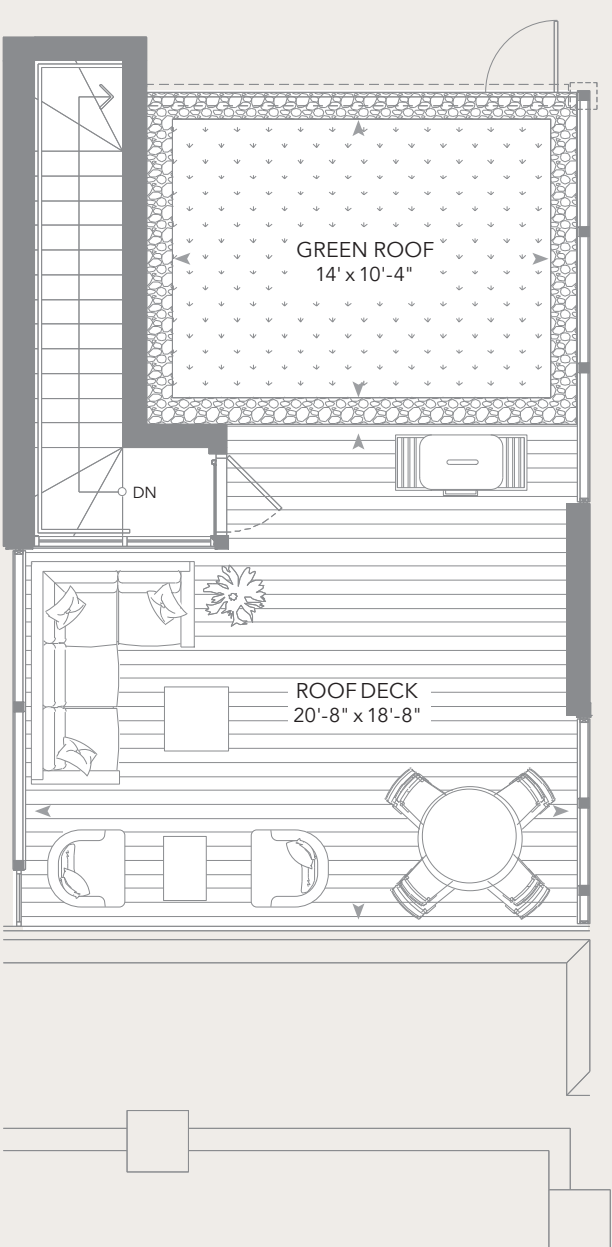 GREEN ROOF
14' x 10'-4"
DN
ROOF DECK
20'-8" x 18'-8"